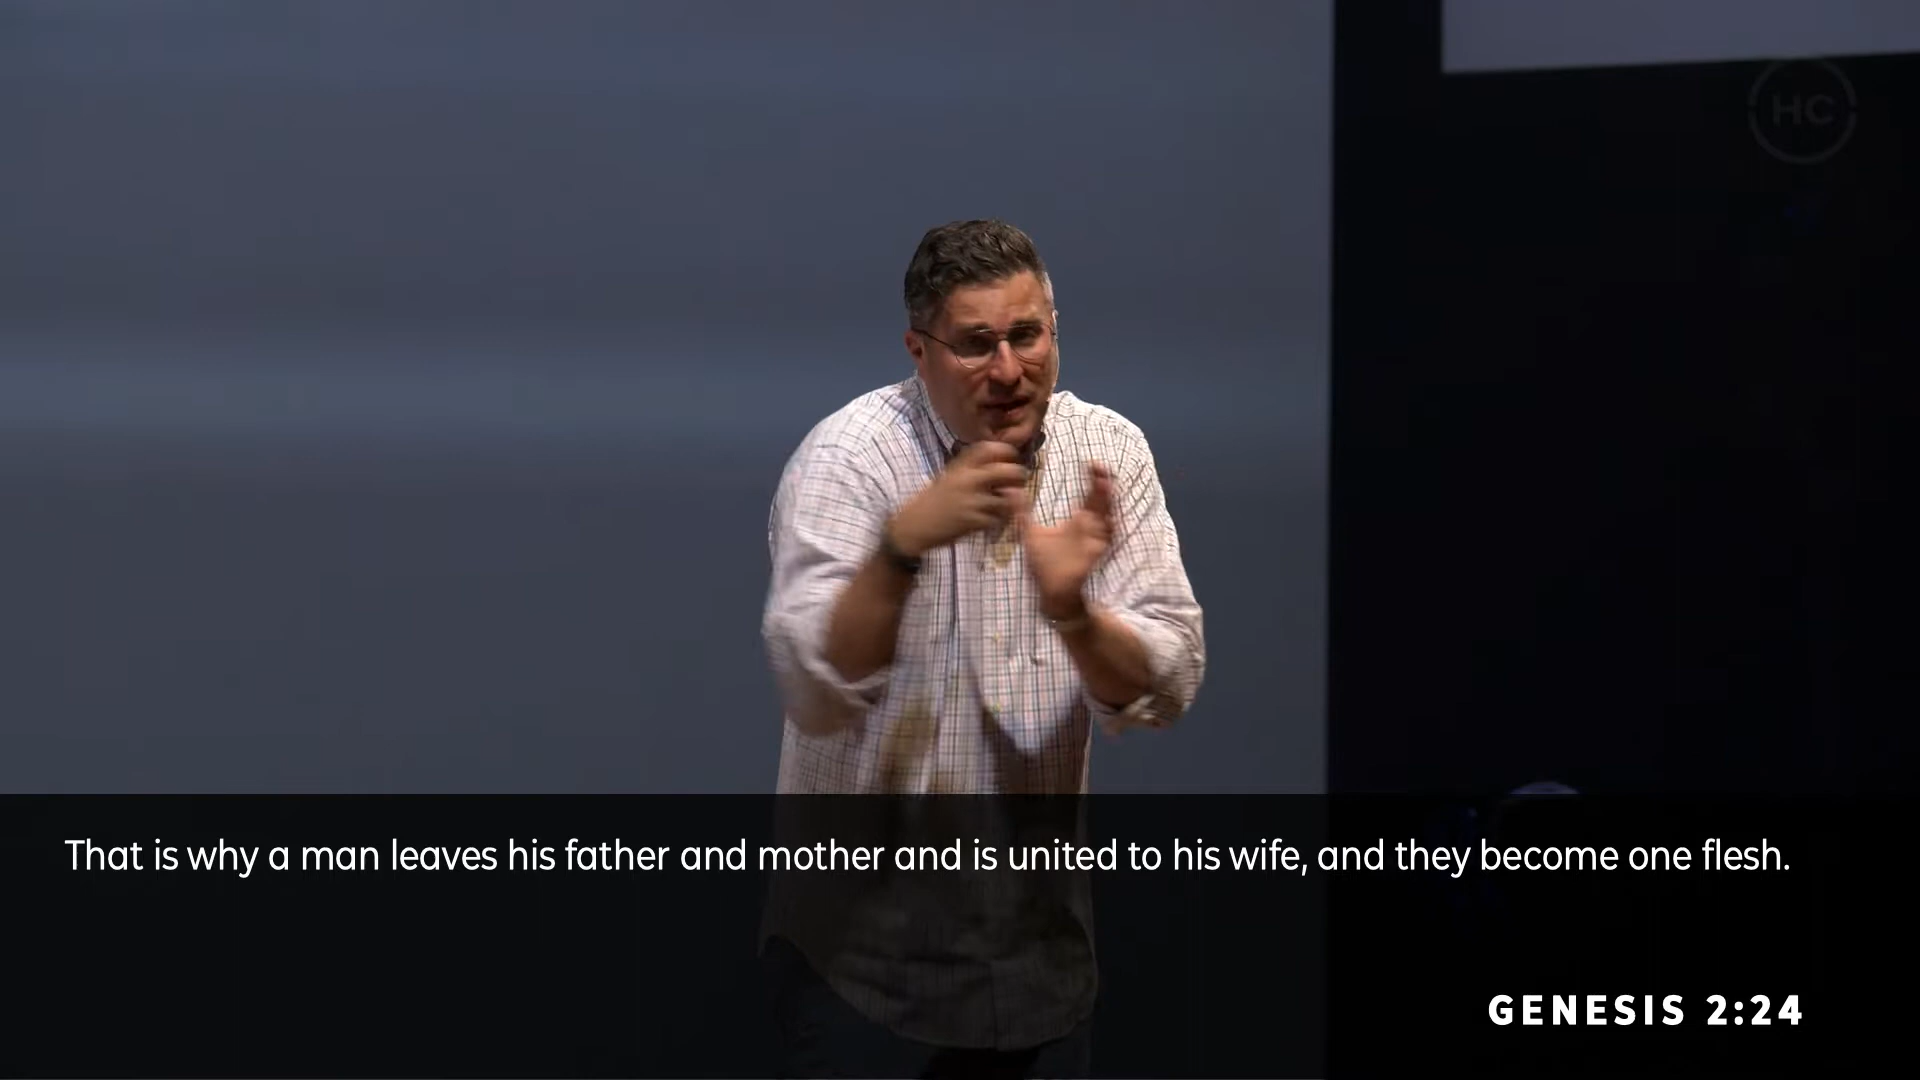 HC
That is why a man leaves his father and mother and is united to his wife, and they become one flesh.
GENESIS 2:24